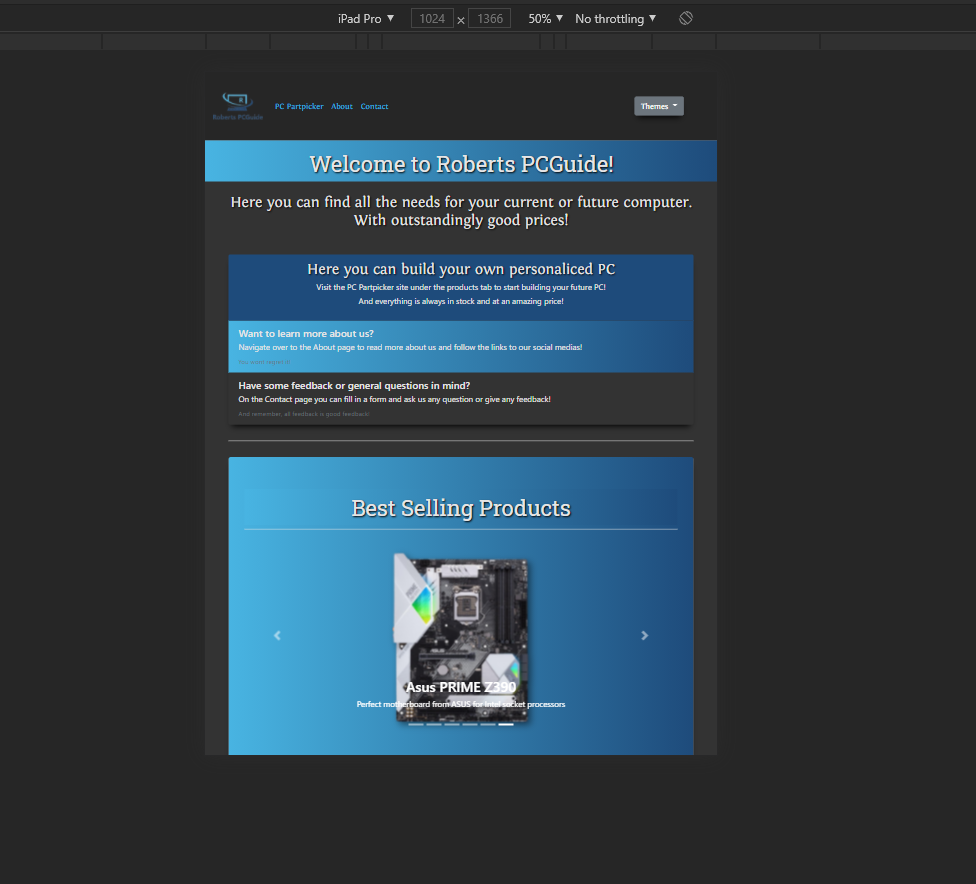 iPad Pro ▼ 1024 × 1366 50% ▼ No throttling ▼
Roberts PCGuide
PC Partpicker About Contact
Themes
Welcome to Roberts PCGuide!
Here you can find all the needs for your current or future computer.
With outstandingly good prices!
Here you can build your own personaliced PC
Visit the PC Partpicker site under the products tab to start building your future PC!
And everything is always in stock and at an amazing price!
Want to learn more about us?
Navigate over to the About page to read more about us and follow the links to our social medias!
You wont regret it!
Have some feedback or general questions in mind?
On the Contact page you can fill in a form and ask us any question or give any feedback!
And remember, all feedback is good feedback!
Best Selling Products
Asus PRIME Z390
Perfect motherboard from ASUS for Intel socket processors